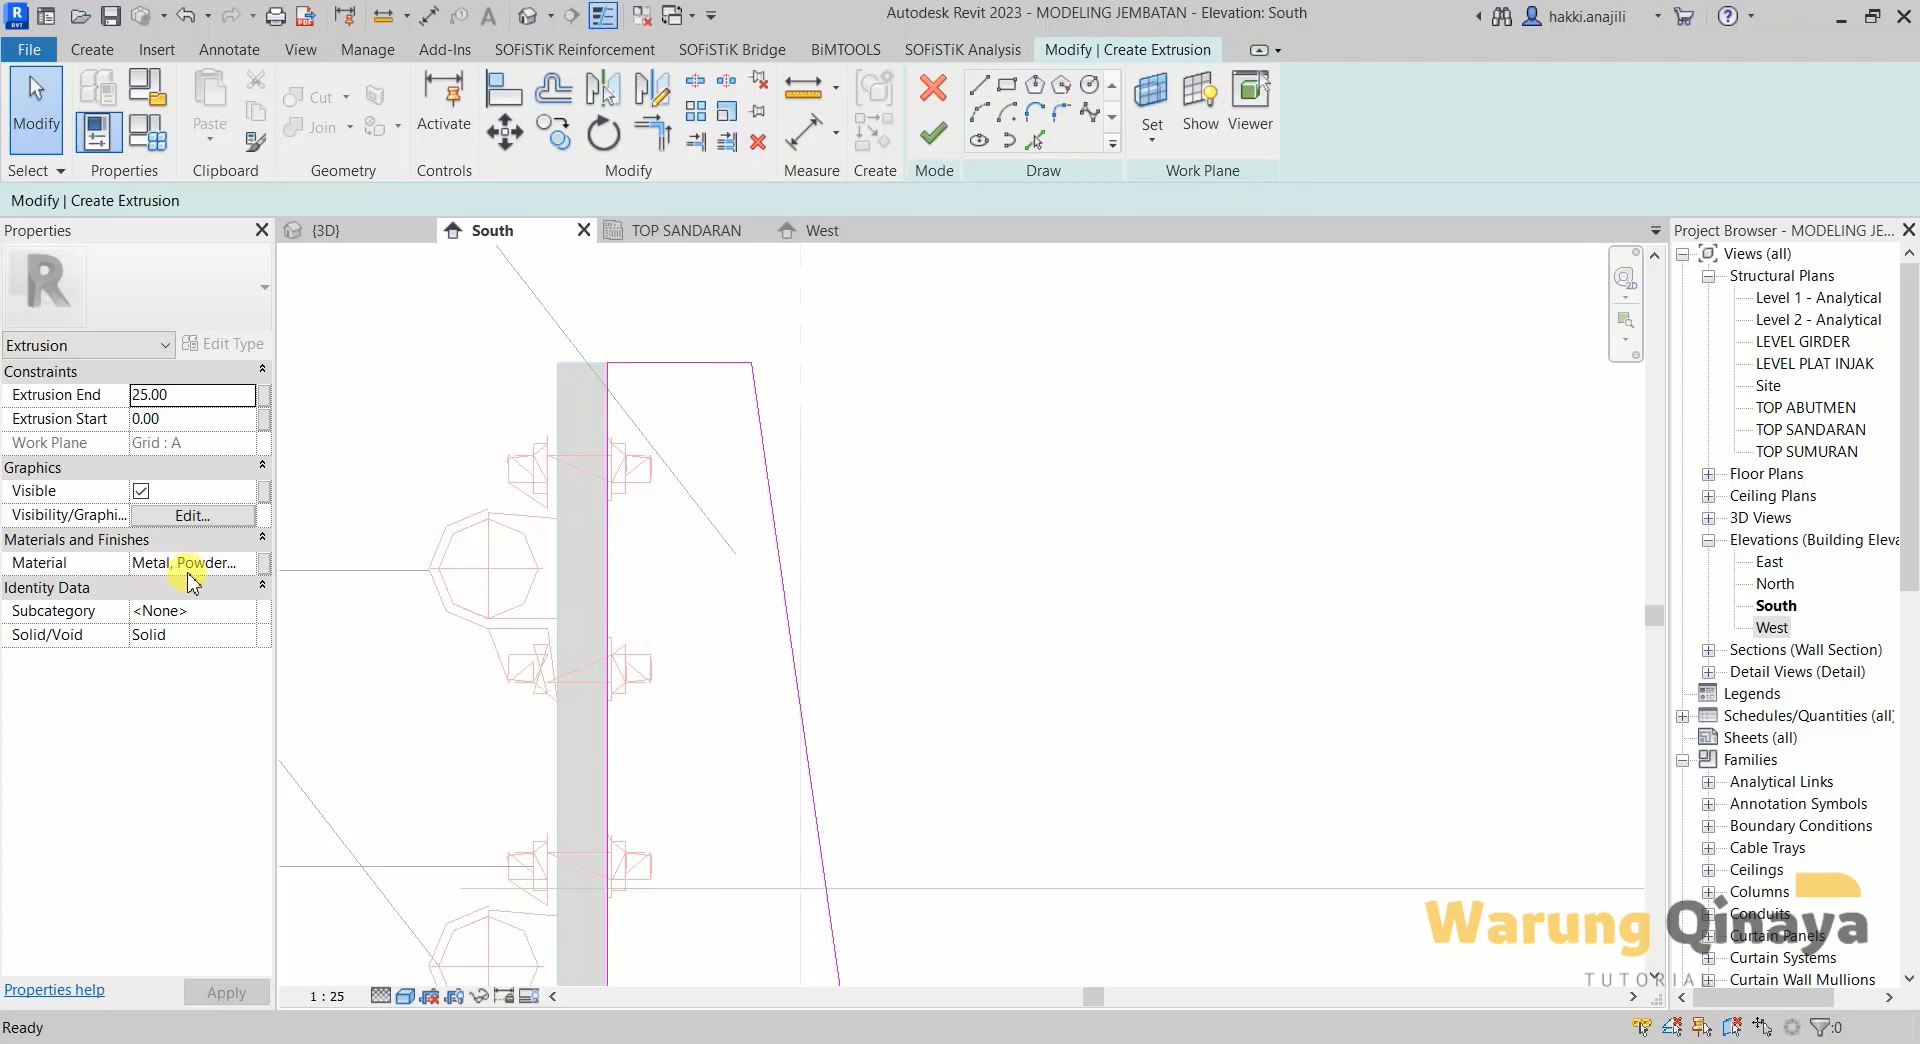 Autodesk Revit 2023 - MODELING JEMBATAN - Elevation: South
hakki.anajili
File
Create
Insert
Annotate
View
Manage
Add-Ins
SOFiSTiK Reinforcement
SOFiSTiK Bridge
BiMTOOLS
SOFiSTiK Analysis
Modify | Create Extrusion
Modify
Paste
Cut
Join
Activate
Set
Show
Viewer
Select
Properties
Clipboard
Geometry
Controls
Modify
Measure
Create
Mode
Draw
Work Plane
Modify | Create Extrusion
Properties
{3D}
South
TOP SANDARAN
West
Project Browser - MODELING JE...
Extrusion
Edit Type
Constraints
Extrusion End 25.00
Extrusion Start 0.00
Work Plane Grid : A
Graphics
Visible
Visibility/Graphi... Edit...
Materials and Finishes
Material Metal, Powder...
Identity Data
Subcategory <None>
Solid/Void Solid
Properties help
Apply
1 : 25
Ready
Views (all)
Structural Plans
Level 1 - Analytical
Level 2 - Analytical
LEVEL GIRDER
LEVEL PLAT INJAK
Site
TOP ABUTMEN
TOP SANDARAN
TOP SUMURAN
Floor Plans
Ceiling Plans
3D Views
Elevations (Building Eleva
East
North
South
West
Sections (Wall Section)
Detail Views (Detail)
Legends
Schedules/Quantities (all)
Sheets (all)
Families
Analytical Links
Annotation Symbols
Boundary Conditions
Cable Trays
Ceilings
Columns
Conduits
Curtain Panels
Curtain Systems
Curtain Wall Mullions
Warung Qinaya
TUTORIAL
:0